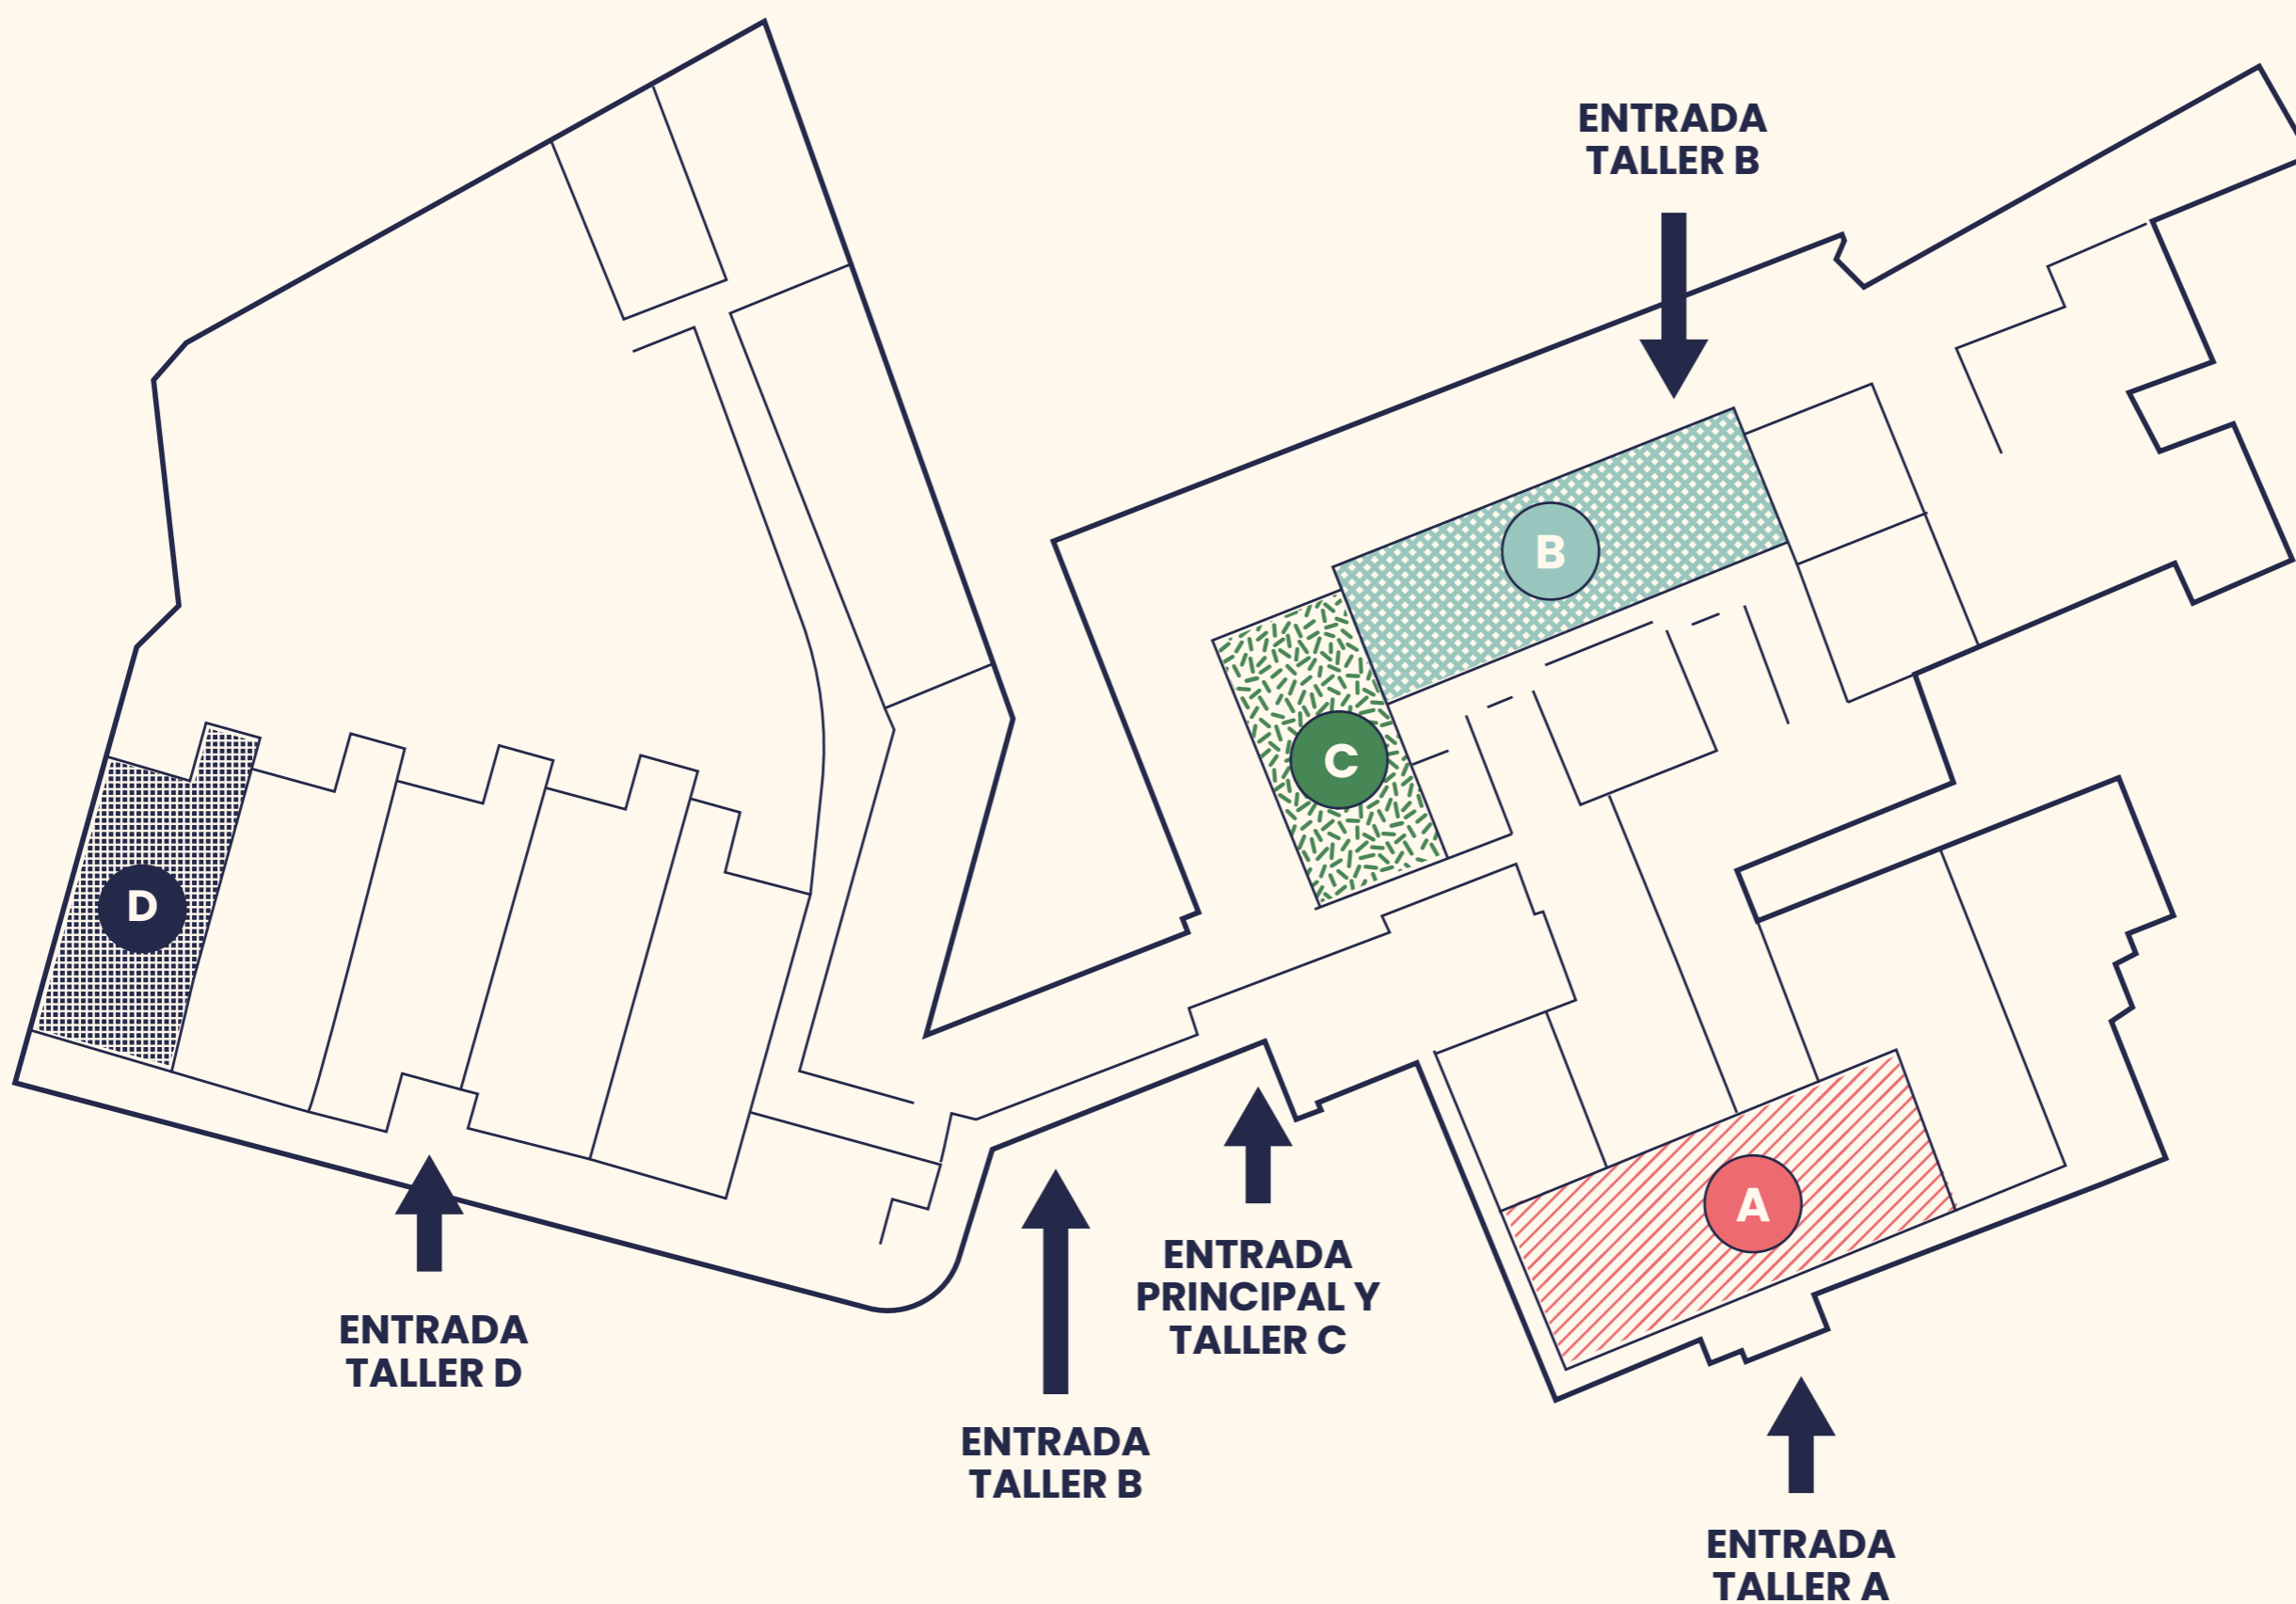 ENTRADA
TALLER B
B
C
D
A
ENTRADA
PRINCIPAL Y
TALLER C
ENTRADA
TALLER D
ENTRADA
TALLER B
ENTRADA
TALLER A